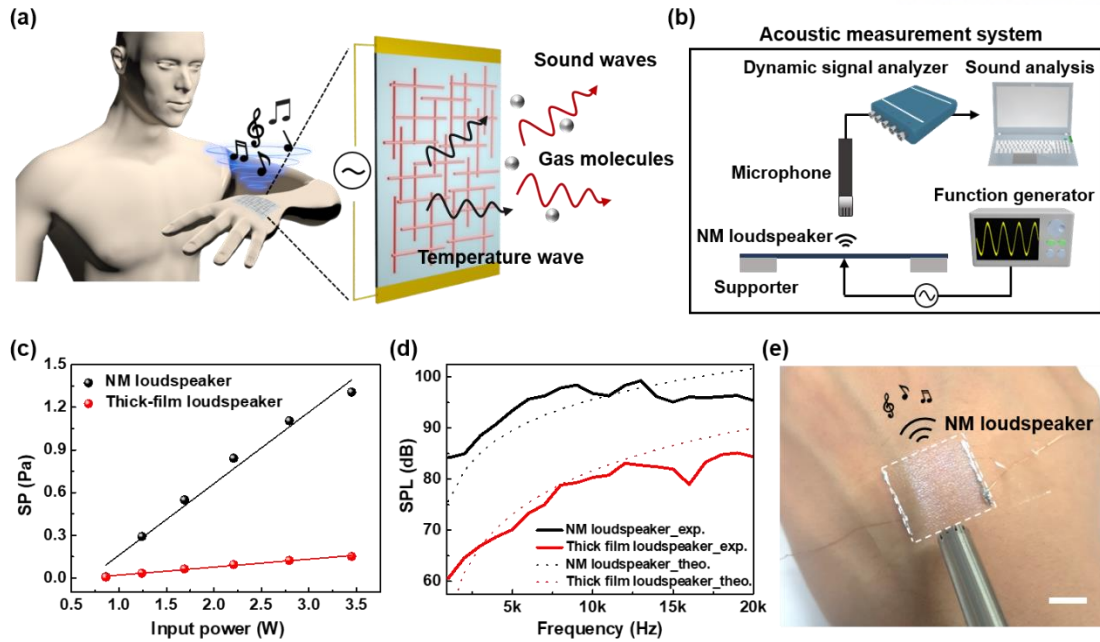 (a)
Sound waves
Gas molecules
Temperature wave
(b)
Acoustic measurement system
Dynamic signal analyzer
Sound analysis
Microphone
Function generator
NM loudspeaker
Supporter
(c)
1.5
1.2
0.9
0.6
0.3
0.0
SP (Pa)
NM loudspeaker
Thick-film loudspeaker
0.5 1.0 1.5 2.0 2.5 3.0 3.5
Input power (W)
(d)
100
90
80
70
60
SPL (dB)
NM loudspeaker_exp.
Thick film loudspeaker_exp.
NM loudspeaker_theo.
Thick film loudspeaker_theo.
5k 10k 15k 20k
Frequency (Hz)
(e)
NM loudspeaker